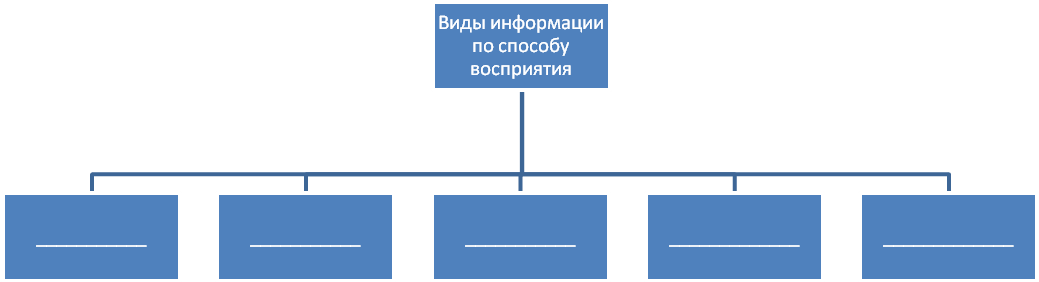 Виды информации
по способу
восприятия